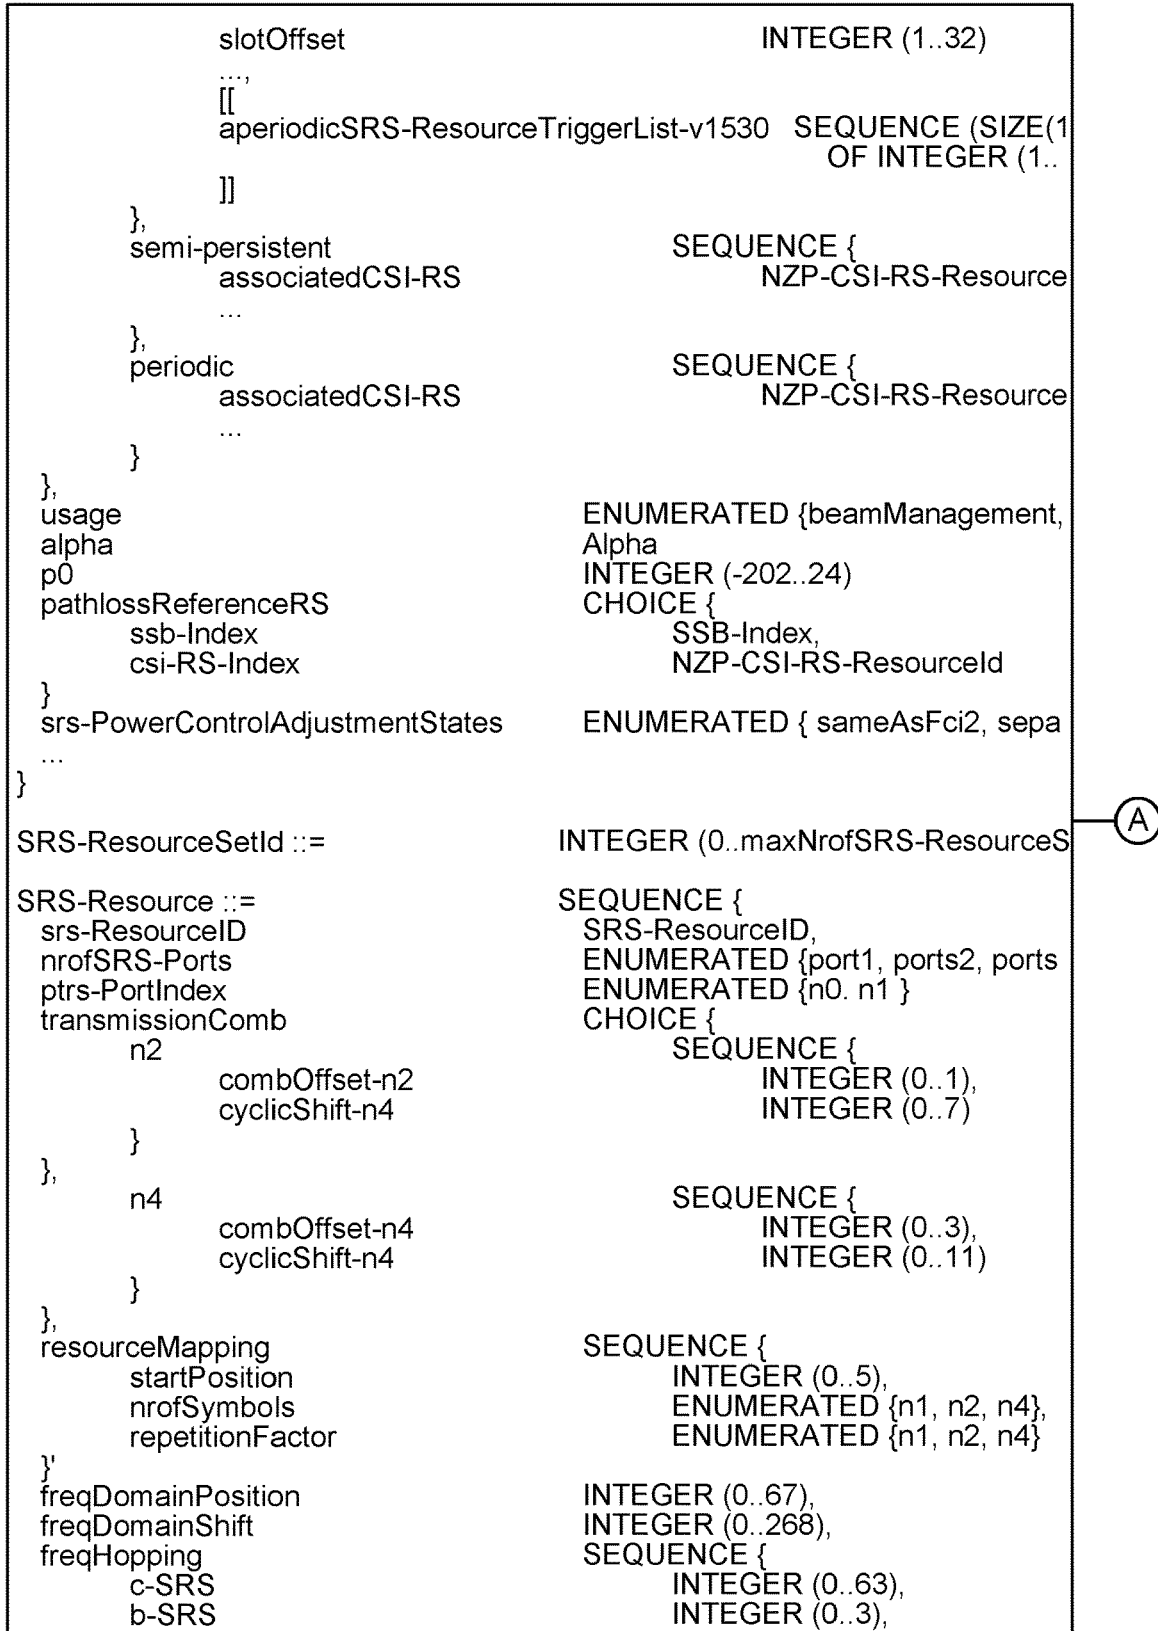 slotOffset INTEGER (1..32)
...,
[[
aperiodicSRS-ResourceTriggerList-v1530 SEQUENCE (SIZE(1
OF INTEGER (1..
]]
},
semi-persistent SEQUENCE {
associatedCSI-RS NZP-CSI-RS-Resource
...
},
periodic SEQUENCE {
associatedCSI-RS NZP-CSI-RS-Resource
...
}
},
usage ENUMERATED {beamManagement,
alpha Alpha
p0 INTEGER (-202..24)
pathlossReferenceRS CHOICE {
ssb-Index SSB-Index,
csi-RS-Index NZP-CSI-RS-ResourceId
}
srs-PowerControlAdjustmentStates ENUMERATED { sameAsFci2, sepa
...
}
A
SRS-ResourceSetId ::= INTEGER (0..maxNrofSRS-ResourceS
SRS-Resource ::= SEQUENCE {
srs-ResourceID SRS-ResourceID,
nrofSRS-Ports ENUMERATED {port1, ports2, ports
ptrs-PortIndex ENUMERATED {n0. n1 }
transmissionComb CHOICE {
n2 SEQUENCE {
combOffset-n2 INTEGER (0..1),
cyclicShift-n4 INTEGER (0..7)
}
},
n4 SEQUENCE {
combOffset-n4 INTEGER (0..3),
cyclicShift-n4 INTEGER (0..11)
}
},
resourceMapping SEQUENCE {
startPosition INTEGER (0..5),
nrofSymbols ENUMERATED {n1, n2, n4},
repetitionFactor ENUMERATED {n1, n2, n4}
}'
freqDomainPosition INTEGER (0..67),
freqDomainShift INTEGER (0..268),
freqHopping SEQUENCE {
c-SRS INTEGER (0..63),
b-SRS INTEGER (0..3),